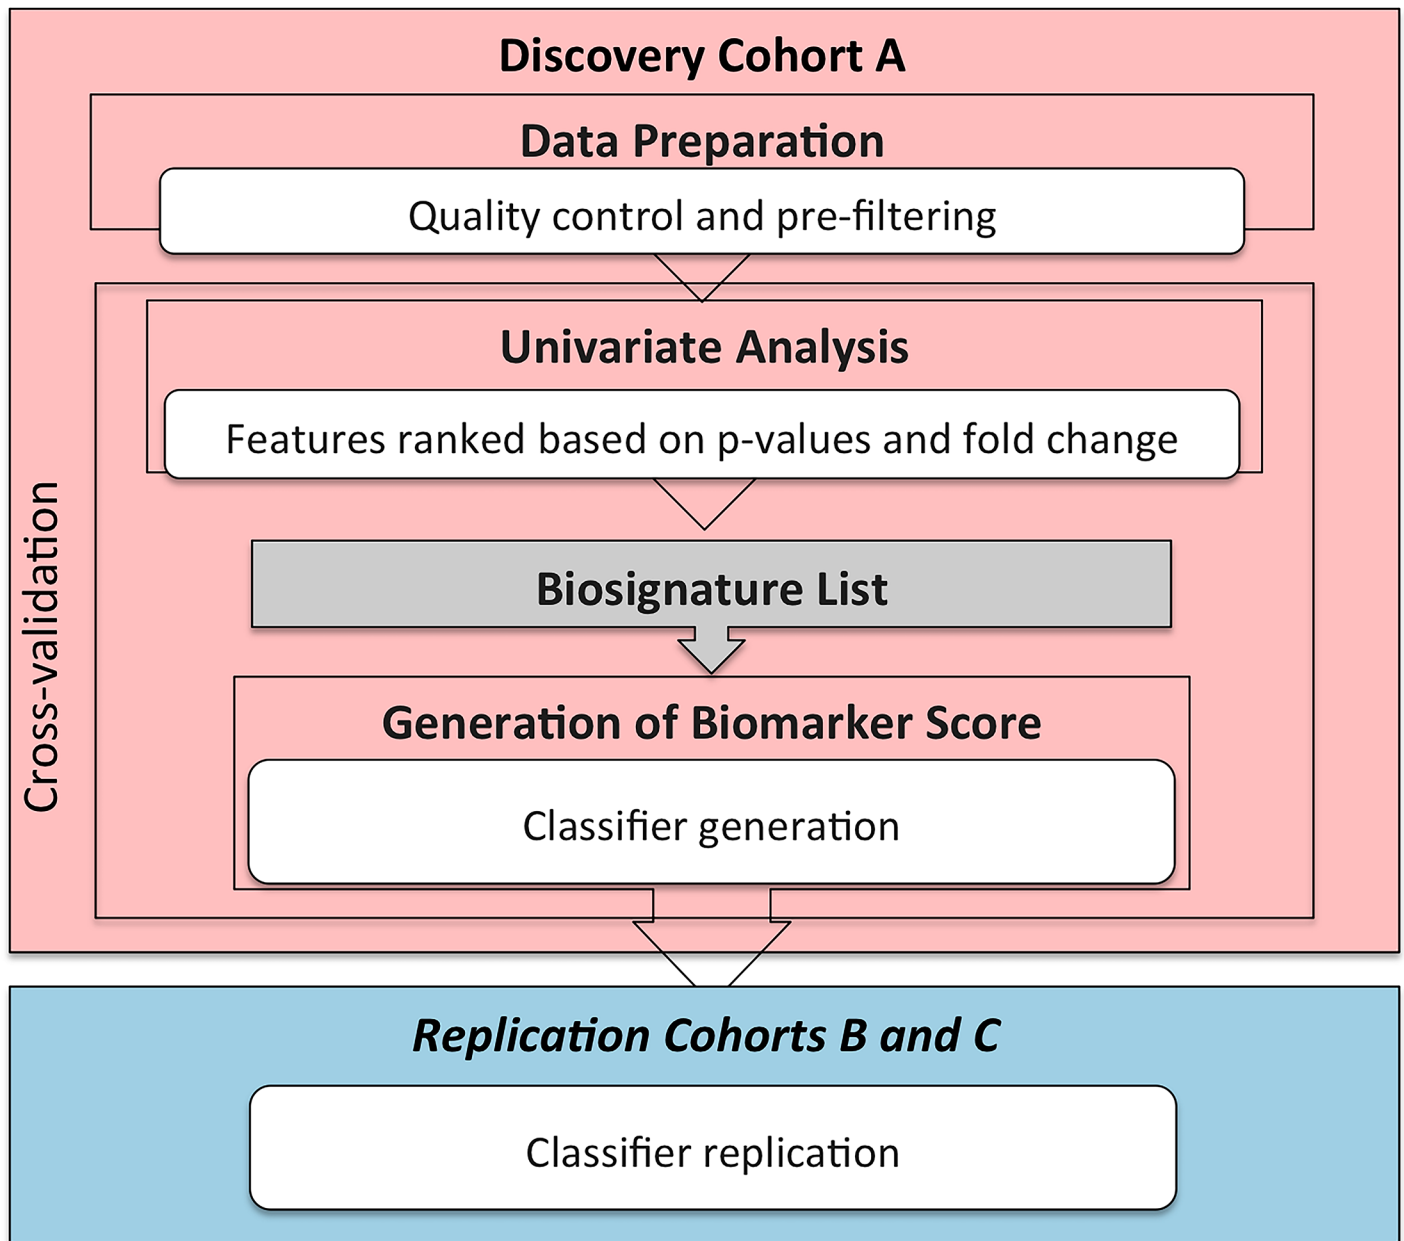 Discovery Cohort A
Data Preparation
Quality control and pre-filtering
Univariate Analysis
Features ranked based on p-values and fold change
Cross-validation
Biosignature List
Generation of Biomarker Score
Classifier generation
Replication Cohorts B and C
Classifier replication